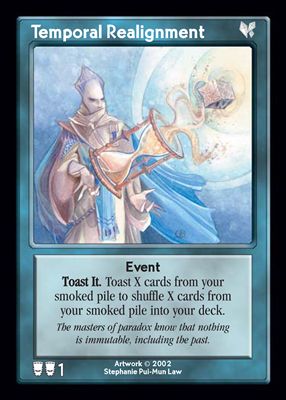 Temporal Realignment
Event
Toast It. Toast X cards from your
smoked pile to shuffle X cards from
your smoked pile into your deck.
The masters of paradox know that nothing
is immutable, including the past.
1
Artwork © 2002
Stephanie Pui-Mun Law